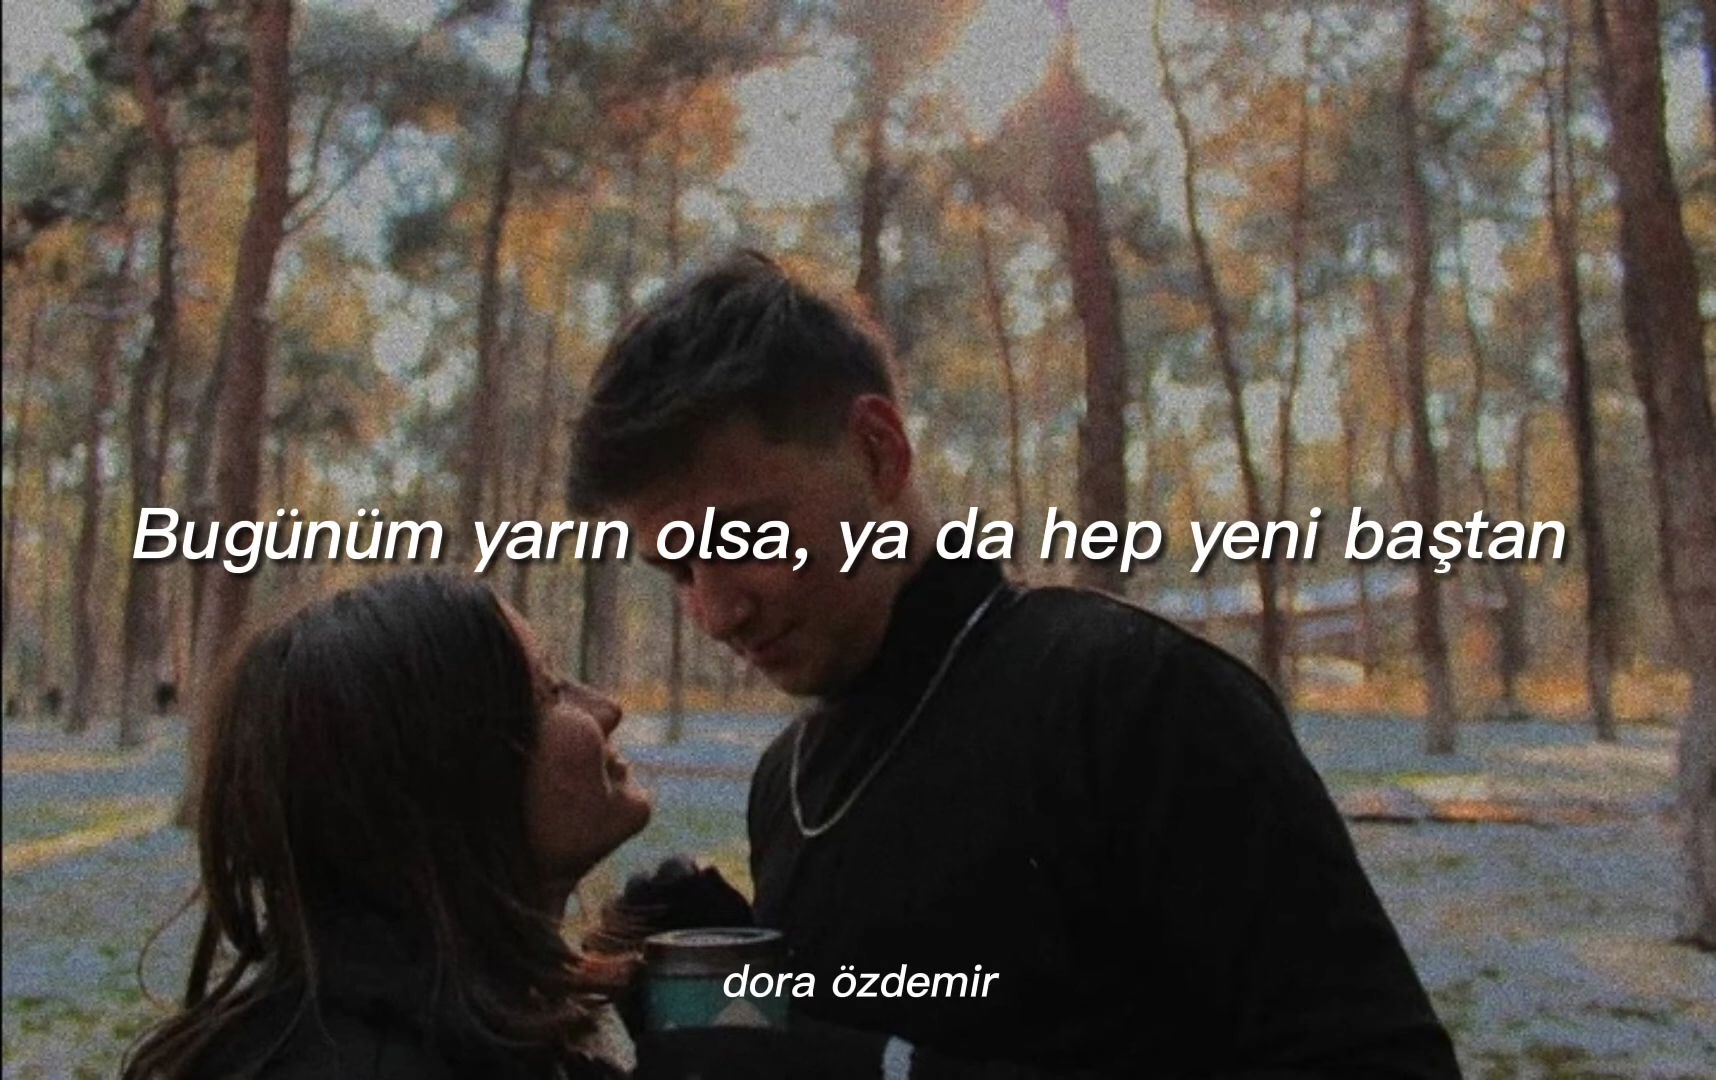 Bugünüm yarın olsa, ya da hep yeni baştan
dora özdemir